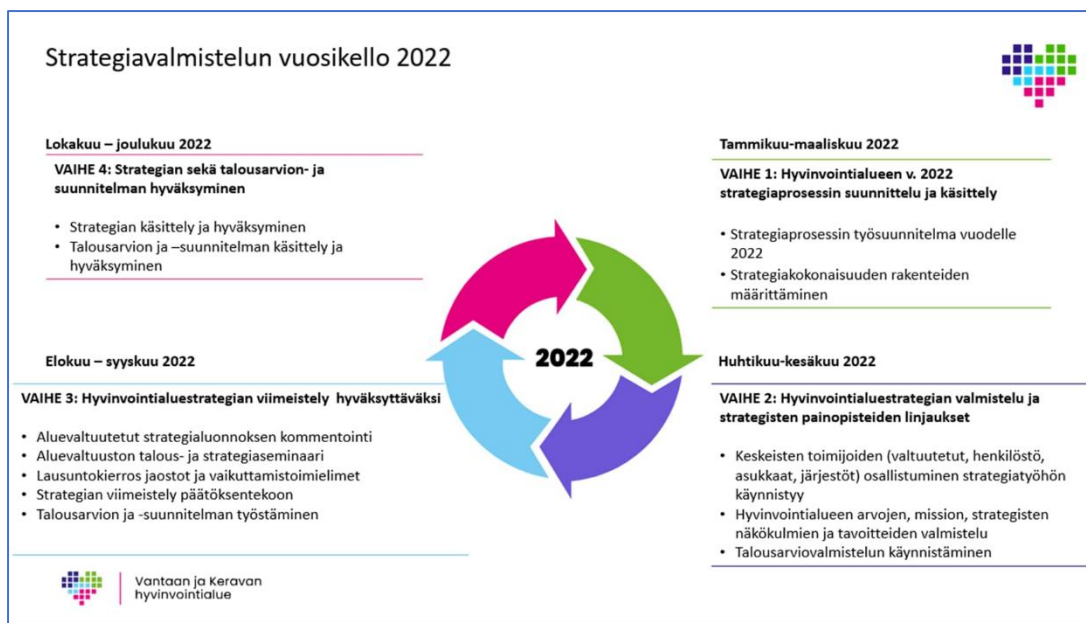 Strategiavalmistelun vuosikello 2022
Lokakuu – joulukuu 2022
VAIHE 4: Strategian sekä talousarvion- ja
suunnitelman hyväksyminen
• Strategian käsittely ja hyväksyminen
• Talousarvion ja –suunnitelman käsittely ja
hyväksyminen
Tammikuu-maaliskuu 2022
VAIHE 1: Hyvinvointialueen v. 2022
strategiaprosessin suunnittelu ja käsittely
• Strategiaprosessin työsuunnitelma vuodelle
2022
• Strategiakokonaisuuden rakenteiden
määrittäminen
2022
Elokuu – syyskuu 2022
VAIHE 3: Hyvinvointialuestrategian viimeistely hyväksyttäväksi
• Aluevaltuutetut strategialuonnoksen kommentointi
• Aluevaltuuston talous- ja strategiaseminaari
• Lausuntokierros jaostot ja vaikuttamistoimielimet
• Strategian viimeistely päätöksentekoon
• Talousarvion ja -suunnitelman työstäminen
Huhtikuu-kesäkuu 2022
VAIHE 2: Hyvinvointialuestrategian valmistelu ja
strategisten painopisteiden linjaukset
• Keskeisten toimijoiden (valtuutetut, henkilöstö,
asukkaat, järjestöt) osallistuminen strategiatyöhön
käynnistyy
• Hyvinvointialueen arvojen, mission, strategisten
näkökulmien ja tavoitteiden valmistelu
• Talousarviovalmistelun käynnistäminen
Vantaan ja Keravan
hyvinvointialue